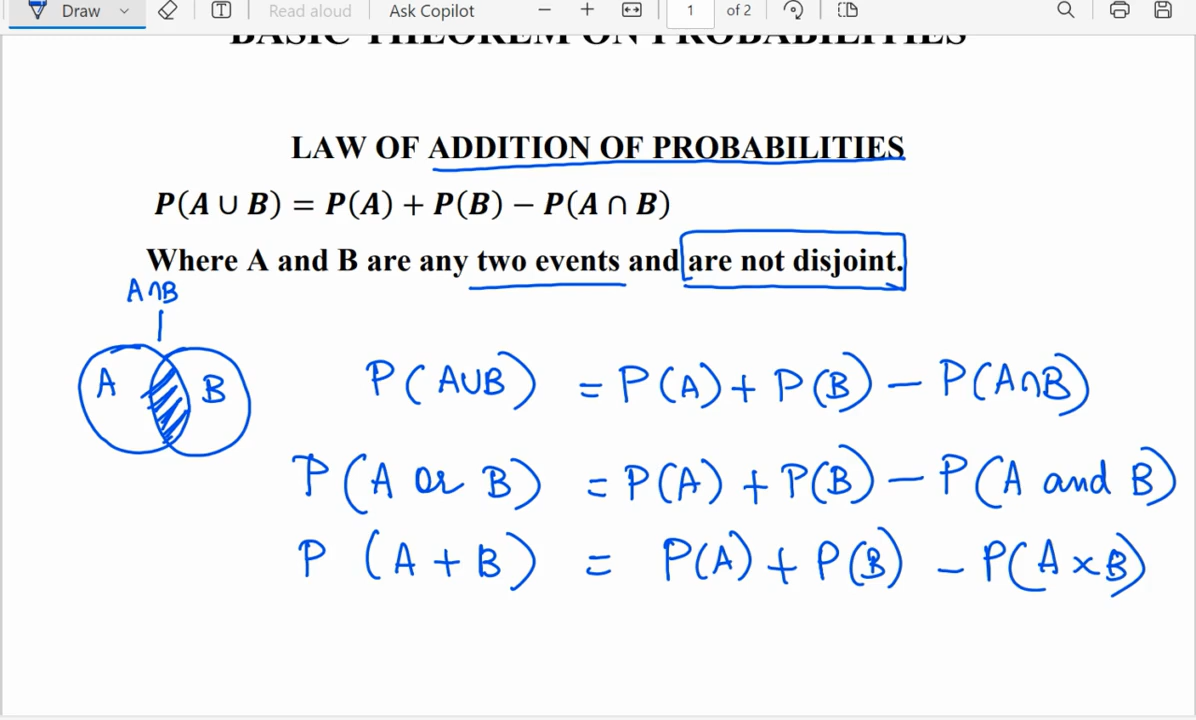 Draw Read aloud Ask Copilot 1 of 2
BASIC THEOREM ON PROBABILITIES
LAW OF ADDITION OF PROBABILITIES
P(A ∪ B) = P(A) + P(B) − P(A ∩ B)
Where A and B are any two events and are not disjoint.
A∩B
A B
P(A∪B) = P(A) + P(B) − P(A∩B)
P(A or B) = P(A) + P(B) − P(A and B)
P (A + B) = P(A) + P(B) − P(A × B)